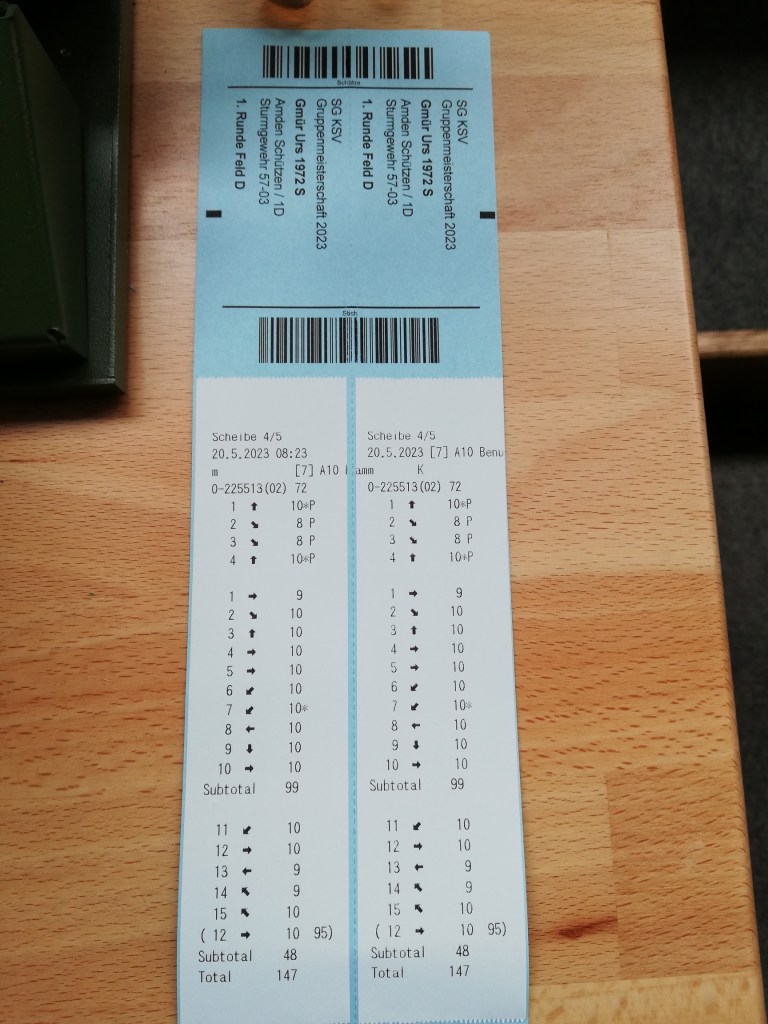 Schütze
SG KSV
Gruppenmeisterschaft 2023
Gmür Urs 1972 S
Amden Schützen / 1D
Sturmgewehr 57-03
1. Runde Feld D
SG KSV
Gruppenmeisterschaft 2023
Gmür Urs 1972 S
Amden Schützen / 1D
Sturmgewehr 57-03
1. Runde Feld D
Stich
Scheibe 4/5
20.5.2023 08:23
m [7] A10
0-225513(02) 72
1 ⬆ 10*P
2 ⬊ 8 P
3 ⬊ 8 P
4 ⬆ 10*P
1 ➡ 9
2 ⬊ 10
3 ⬆ 10
4 ➡ 10
5 ➡ 10
6 ⬋ 10
7 ⬋ 10*
8 ⬅ 10
9 ⬇ 10
10 ➡ 10
Subtotal 99
11 ⬋ 10
12 ➡ 10
13 ⬅ 9
14 ⬉ 9
15 ⬉ 10
( 12 ➡ 10 95)
Subtotal 48
Total 147
Scheibe 4/5
20.5.2023 [7] A10 Benu
amm K
0-225513(02) 72
1 ⬆ 10*P
2 ⬊ 8 P
3 ⬊ 8 P
4 ⬆ 10*P
1 ➡ 9
2 ⬊ 10
3 ⬆ 10
4 ➡ 10
5 ➡ 10
6 ⬋ 10
7 ⬋ 10*
8 ⬅ 10
9 ⬇ 10
10 ➡ 10
Subtotal 99
11 ⬋ 10
12 ➡ 10
13 ⬅ 9
14 ⬉ 9
15 ⬉ 10
( 12 ➡ 10 95)
Subtotal 48
Total 147